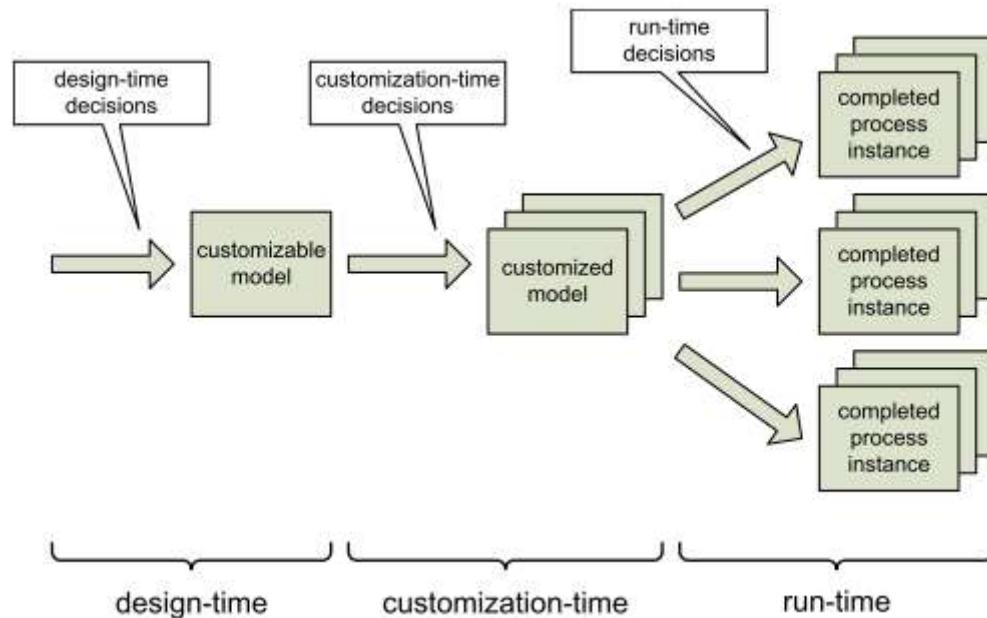 design-time
decisions
customization-time
decisions
run-time
decisions
customizable
model
customized
model
completed
process
instance
completed
process
instance
completed
process
instance
design-time
customization-time
run-time